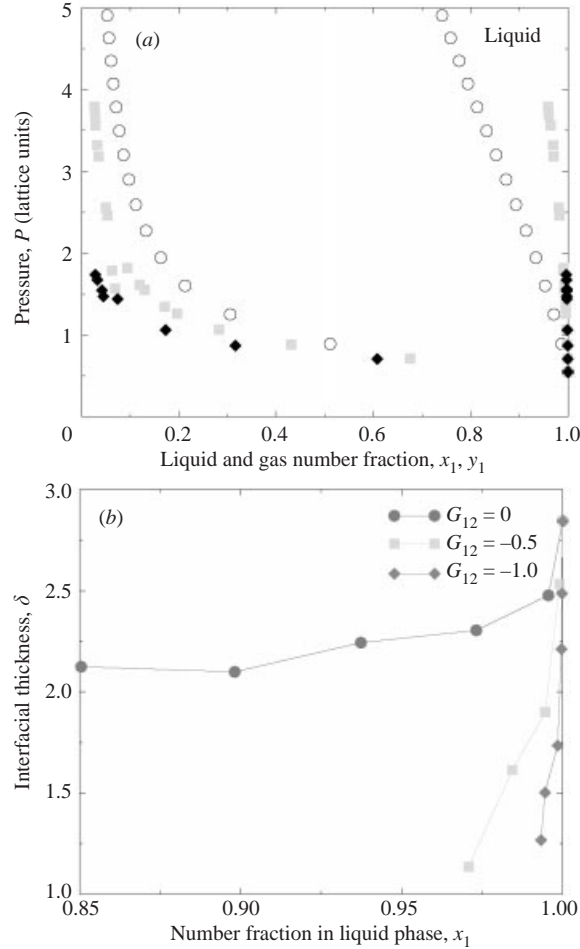 5
(a)
Liquid
4
3
2
1
0
0.2
0.4
0.6
0.8
1.0
Pressure, P (lattice units)
Liquid and gas number fraction, x₁, y₁
3.0
(b)
G₁₂ = 0
G₁₂ = –0.5
G₁₂ = –1.0
2.5
2.0
1.5
1.0
0.85
0.90
0.95
1.00
Interfacial thickness, δ
Number fraction in liquid phase, x₁